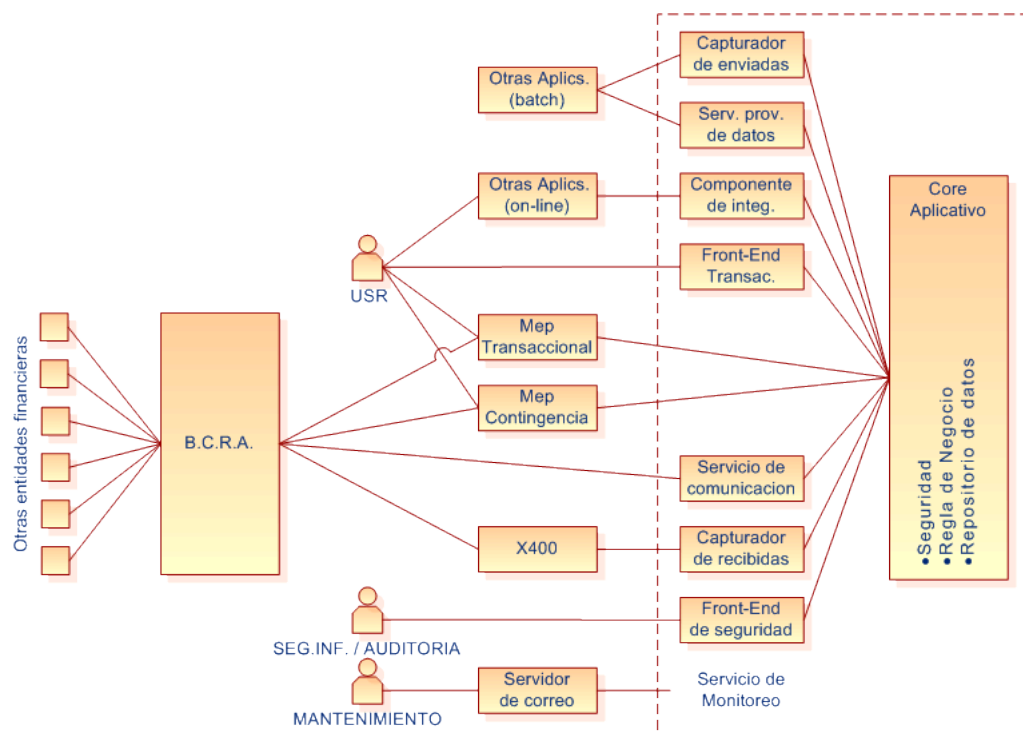 Capturador
de enviadas
Otras Aplics.
(batch)
Serv. prov.
de datos
Otras Aplics.
(on-line)
Componente
de integ.
Core
Aplicativo
Front-End
Transac.
USR
Mep
Transaccional
Otras entidades financieras
B.C.R.A.
Mep
Contingencia
Servicio de
comunicacion
•Seguridad
•Regla de Negocio
•Repositorio de datos
X400
Capturador
de recibidas
Front-End
de seguridad
SEG.INF. / AUDITORIA
Servidor
de correo
Servicio de
Monitoreo
MANTENIMIENTO